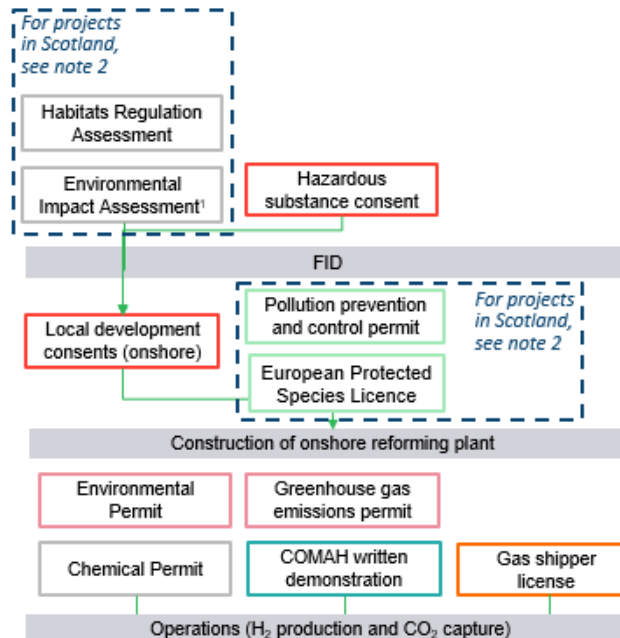 For projects
in Scotland,
see note 2
Habitats Regulation
Assessment
Environmental
Impact Assessment¹
Hazardous
substance consent
FID
Local development
consents (onshore)
Pollution prevention
and control permit
For projects
in Scotland,
see note 2
European Protected
Species Licence
Construction of onshore reforming plant
Environmental
Permit
Greenhouse gas
emissions permit
Chemical Permit
COMAH written
demonstration
Gas shipper
license
Operations (H₂ production and CO₂ capture)